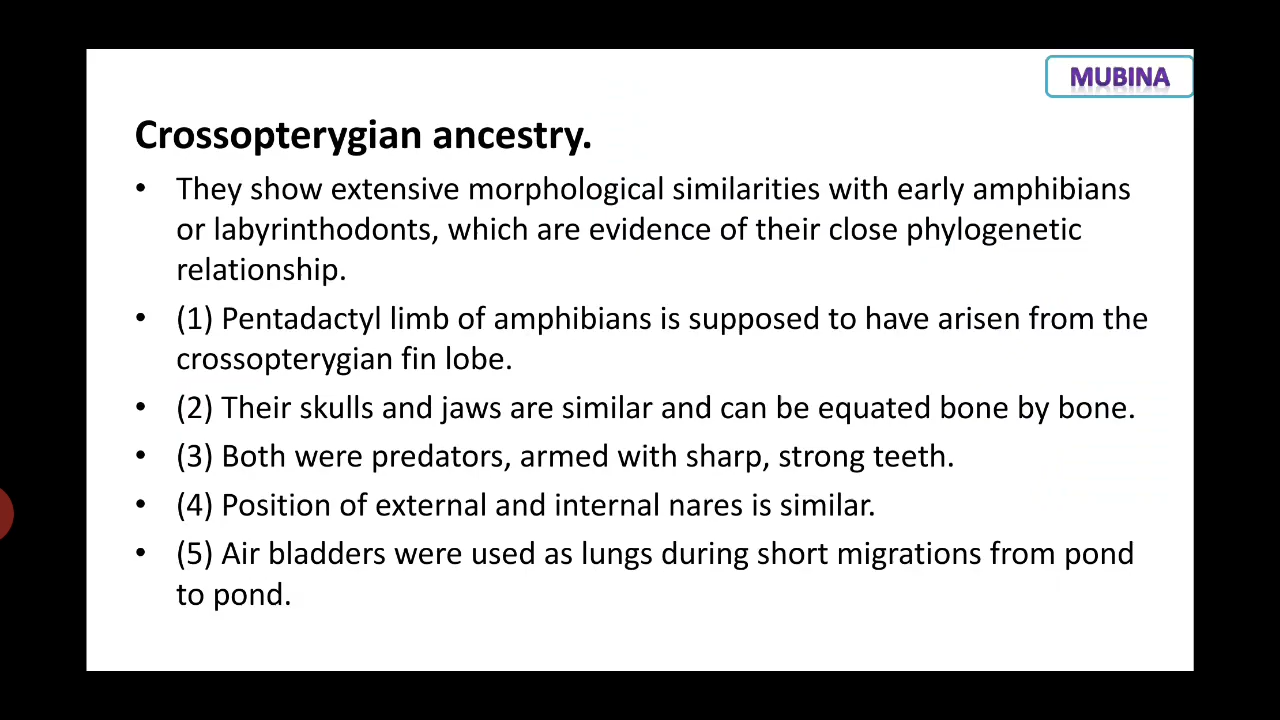 MUBINA
Crossopterygian ancestry.
• They show extensive morphological similarities with early amphibians
or labyrinthodonts, which are evidence of their close phylogenetic
relationship.
• (1) Pentadactyl limb of amphibians is supposed to have arisen from the
crossopterygian fin lobe.
• (2) Their skulls and jaws are similar and can be equated bone by bone.
• (3) Both were predators, armed with sharp, strong teeth.
• (4) Position of external and internal nares is similar.
• (5) Air bladders were used as lungs during short migrations from pond
to pond.